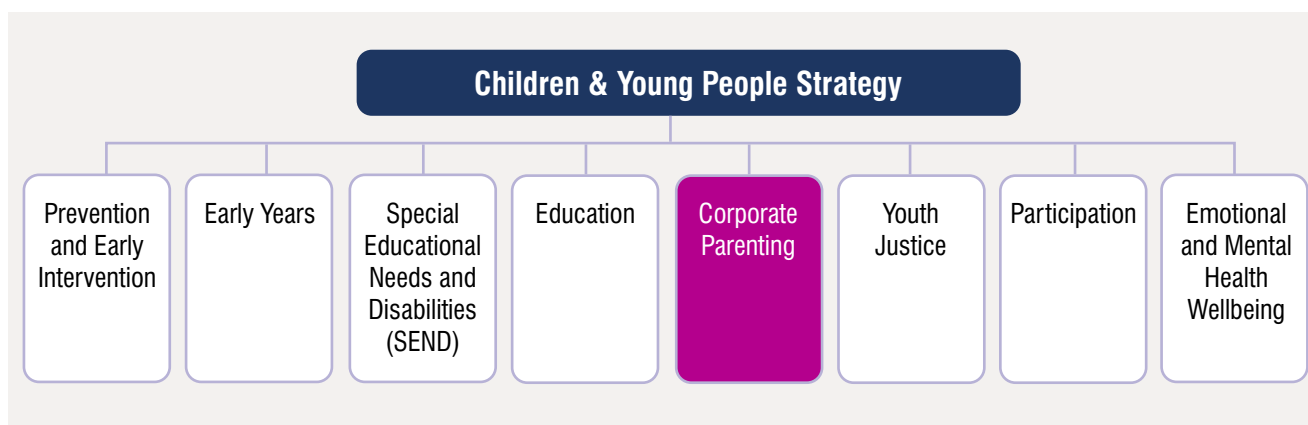 Children & Young People Strategy
Prevention
and Early
Intervention
Early Years
Special
Educational
Needs and
Disabilities
(SEND)
Education
Corporate
Parenting
Youth
Justice
Participation
Emotional
and Mental
Health
Wellbeing